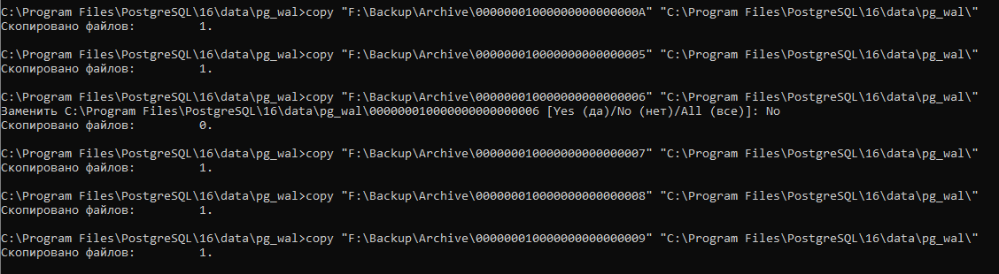 C:\Program Files\PostgreSQL\16\data\pg_wal>copy "F:\Backup\Archive\00000001000000000000000A" "C:\Program Files\PostgreSQL\16\data\pg_wal\"
Скопировано файлов:         1.
C:\Program Files\PostgreSQL\16\data\pg_wal>copy "F:\Backup\Archive\000000010000000000000005" "C:\Program Files\PostgreSQL\16\data\pg_wal\"
Скопировано файлов:         1.
C:\Program Files\PostgreSQL\16\data\pg_wal>copy "F:\Backup\Archive\000000010000000000000006" "C:\Program Files\PostgreSQL\16\data\pg_wal\"
Заменить C:\Program Files\PostgreSQL\16\data\pg_wal\000000010000000000000006 [Yes (да)/No (нет)/All (все)]: No
Скопировано файлов:         0.
C:\Program Files\PostgreSQL\16\data\pg_wal>copy "F:\Backup\Archive\000000010000000000000007" "C:\Program Files\PostgreSQL\16\data\pg_wal\"
Скопировано файлов:         1.
C:\Program Files\PostgreSQL\16\data\pg_wal>copy "F:\Backup\Archive\000000010000000000000008" "C:\Program Files\PostgreSQL\16\data\pg_wal\"
Скопировано файлов:         1.
C:\Program Files\PostgreSQL\16\data\pg_wal>copy "F:\Backup\Archive\000000010000000000000009" "C:\Program Files\PostgreSQL\16\data\pg_wal\"
Скопировано файлов:         1.